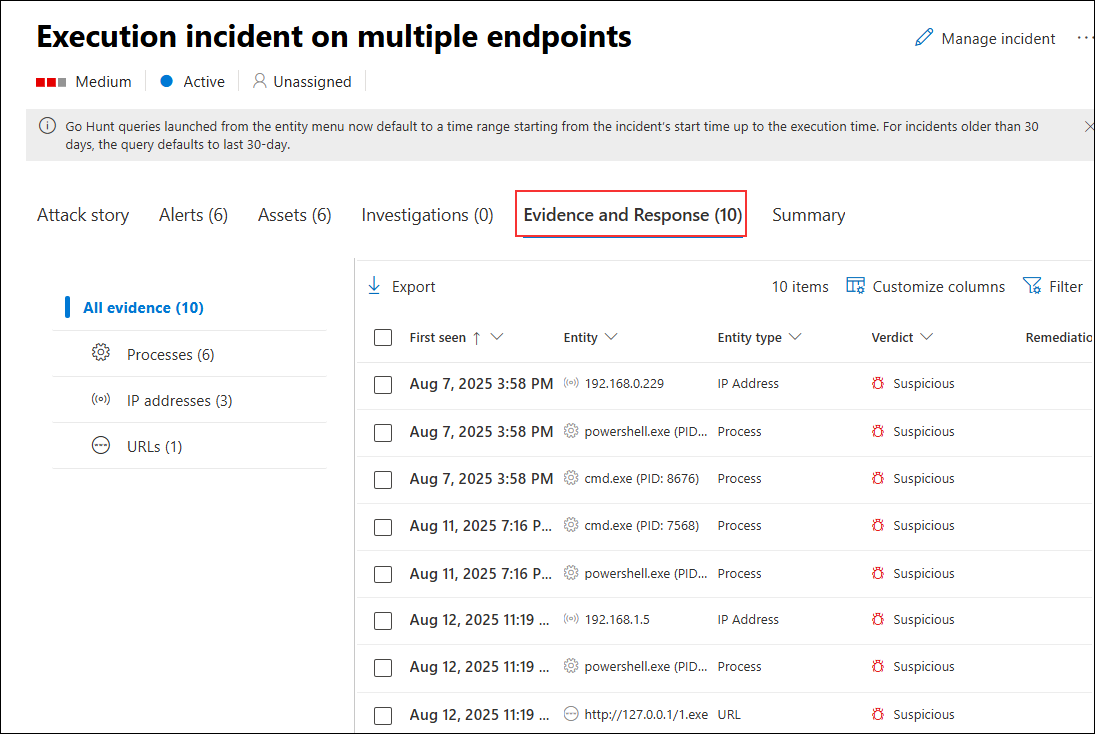 Execution incident on multiple endpoints
Manage incident
Medium Active Unassigned
Go Hunt queries launched from the entity menu now default to a time range starting from the incident's start time up to the execution time. For incidents older than 30
days, the query defaults to last 30-day.
Attack story Alerts (6) Assets (6) Investigations (0) Evidence and Response (10) Summary
All evidence (10)
Processes (6)
IP addresses (3)
URLs (1)
Export 10 items Customize columns Filter
First seen ↑ Entity Entity type Verdict Remediatio
Aug 7, 2025 3:58 PM 192.168.0.229 IP Address Suspicious
Aug 7, 2025 3:58 PM powershell.exe (PID... Process Suspicious
Aug 7, 2025 3:58 PM cmd.exe (PID: 8676) Process Suspicious
Aug 11, 2025 7:16 P... cmd.exe (PID: 7568) Process Suspicious
Aug 11, 2025 7:16 P... powershell.exe (PID... Process Suspicious
Aug 12, 2025 11:19 ... 192.168.1.5 IP Address Suspicious
Aug 12, 2025 11:19 ... powershell.exe (PID... Process Suspicious
Aug 12, 2025 11:19 ... http://127.0.0.1/1.exe URL Suspicious